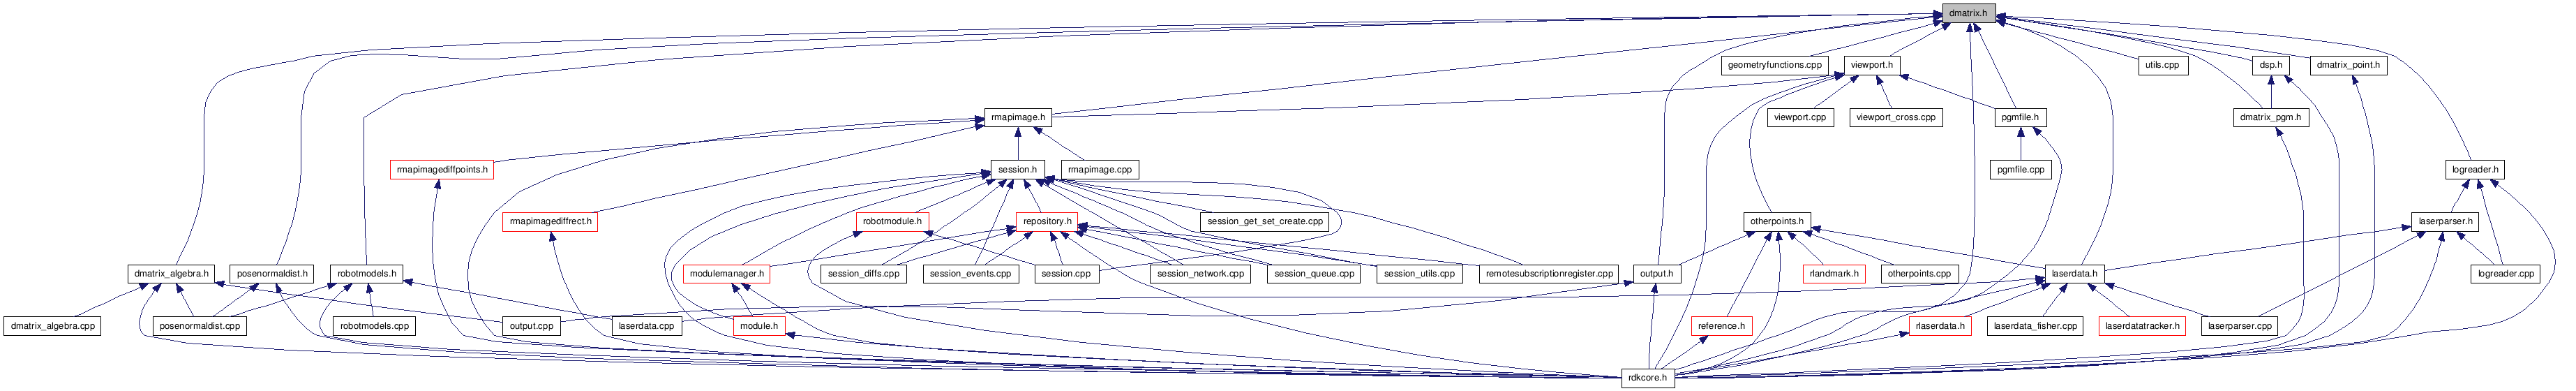 dmatrix.h
geometryfunctions.cpp
viewport.h
utils.cpp
dsp.h
dmatrix_point.h
rmapimage.h
viewport.cpp
viewport_cross.cpp
pgmfile.h
dmatrix_pgm.h
rmapimagediffpoints.h
session.h
rmapimage.cpp
pgmfile.cpp
logreader.h
rmapimagediffrect.h
robotmodule.h
repository.h
session_get_set_create.cpp
otherpoints.h
laserparser.h
dmatrix_algebra.h
posenormaldist.h
robotmodels.h
modulemanager.h
session_diffs.cpp
session_events.cpp
session.cpp
session_network.cpp
session_queue.cpp
session_utils.cpp
remotesubscriptionregister.cpp
output.h
rlandmark.h
otherpoints.cpp
laserdata.h
logreader.cpp
dmatrix_algebra.cpp
posenormaldist.cpp
robotmodels.cpp
output.cpp
laserdata.cpp
module.h
reference.h
rlaserdata.h
laserdata_fisher.cpp
laserdatatracker.h
laserparser.cpp
rdkcore.h